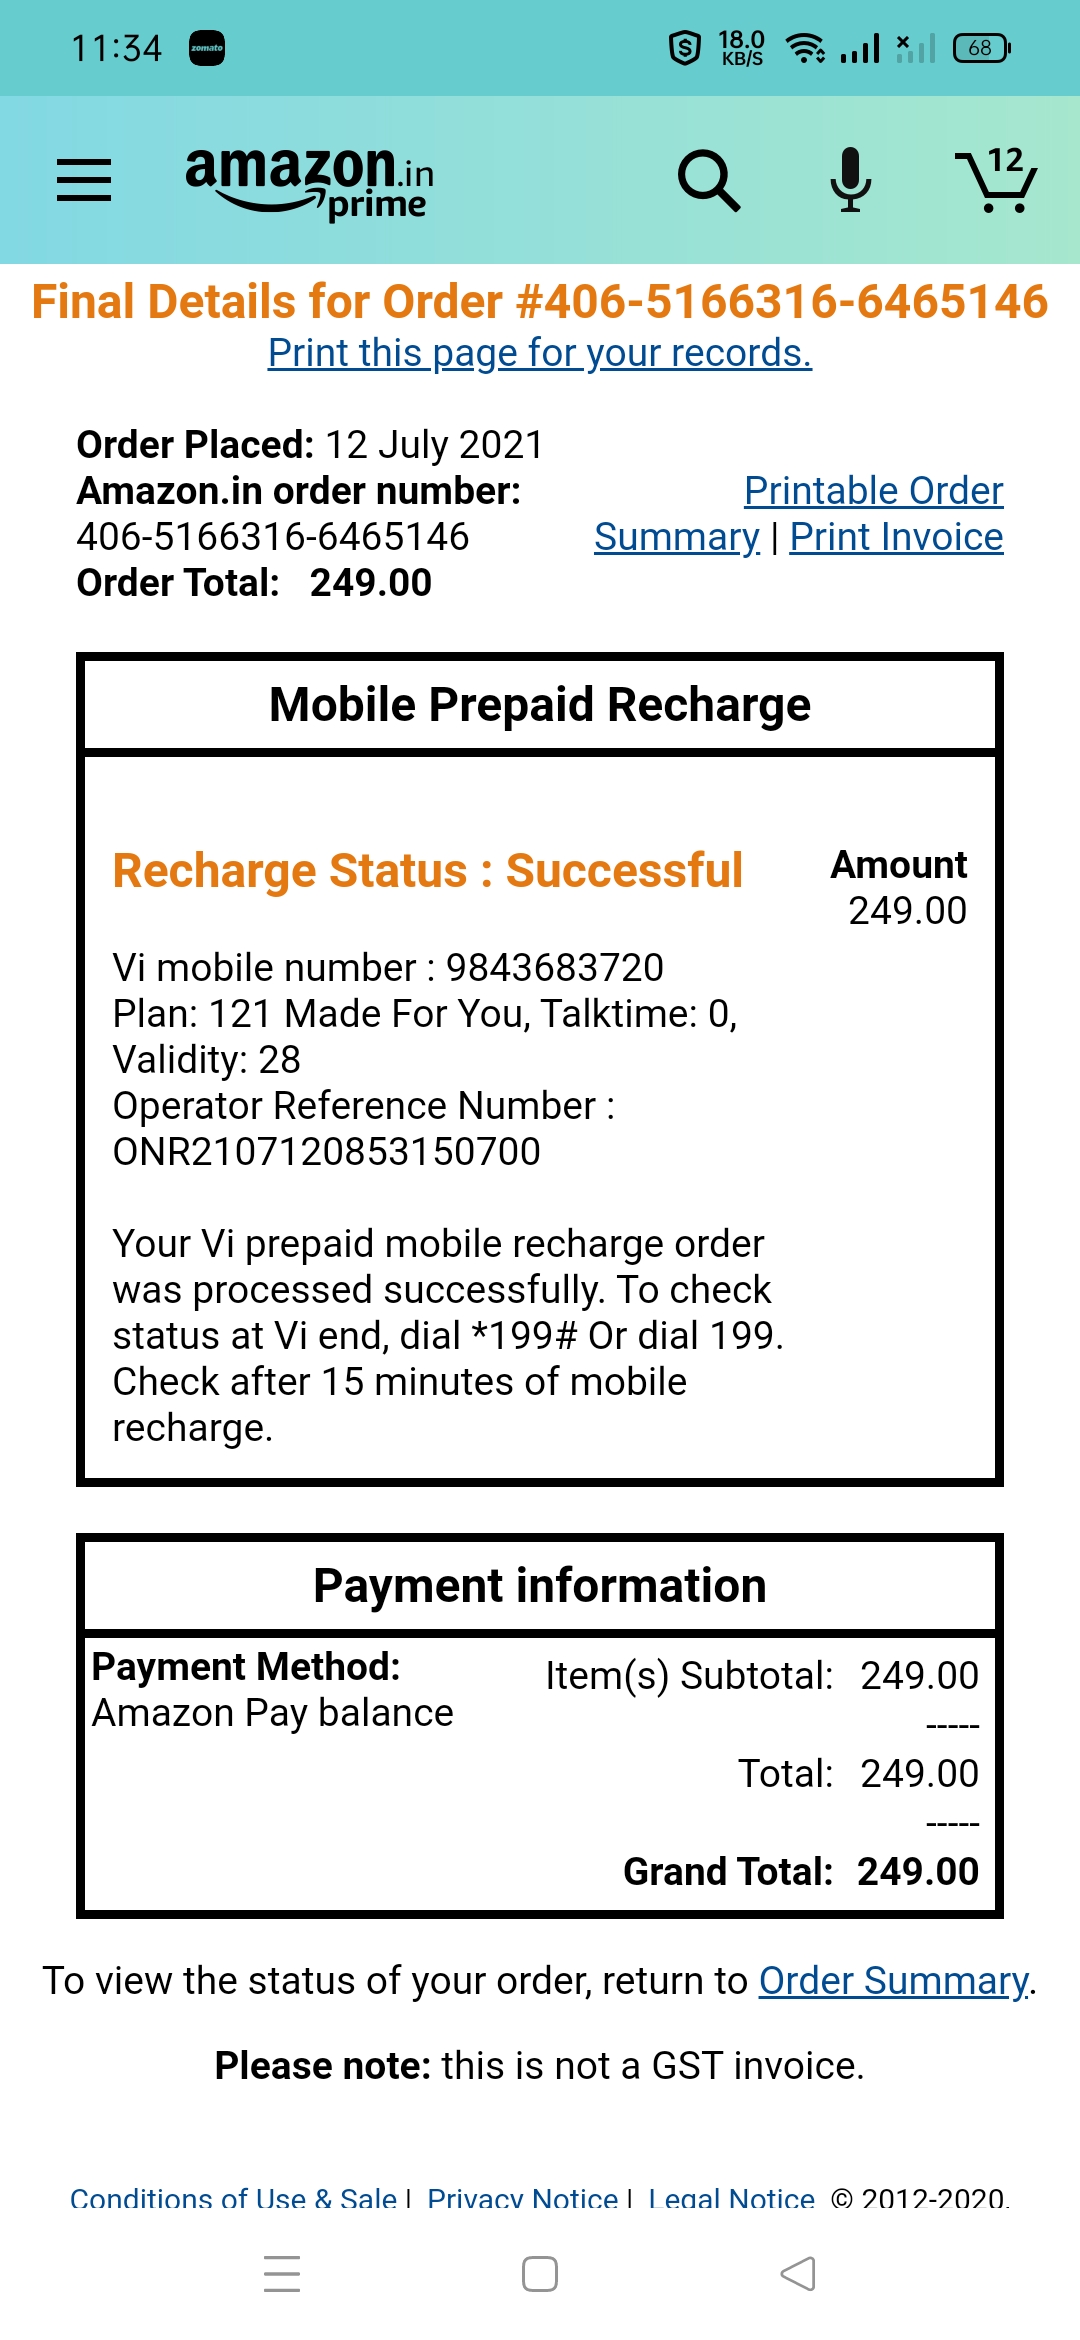 11:34 zomato 18.0 KB/S 68
amazon.in
prime
12
Final Details for Order #406-5166316-6465146
Print this page for your records.
Order Placed: 12 July 2021
Amazon.in order number:
406-5166316-6465146
Order Total: 249.00
Printable Order
Summary | Print Invoice
Mobile Prepaid Recharge
Recharge Status : Successful
Amount
249.00
Vi mobile number : 9843683720
Plan: 121 Made For You, Talktime: 0,
Validity: 28
Operator Reference Number :
ONR2107120853150700
Your Vi prepaid mobile recharge order
was processed successfully. To check
status at Vi end, dial *199# Or dial 199.
Check after 15 minutes of mobile
recharge.
Payment information
Payment Method:
Amazon Pay balance
Item(s) Subtotal: 249.00
-----
Total: 249.00
-----
Grand Total: 249.00
To view the status of your order, return to Order Summary.
Please note: this is not a GST invoice.
Conditions of Use & Sale | Privacy Notice | Legal Notice © 2012-2020,